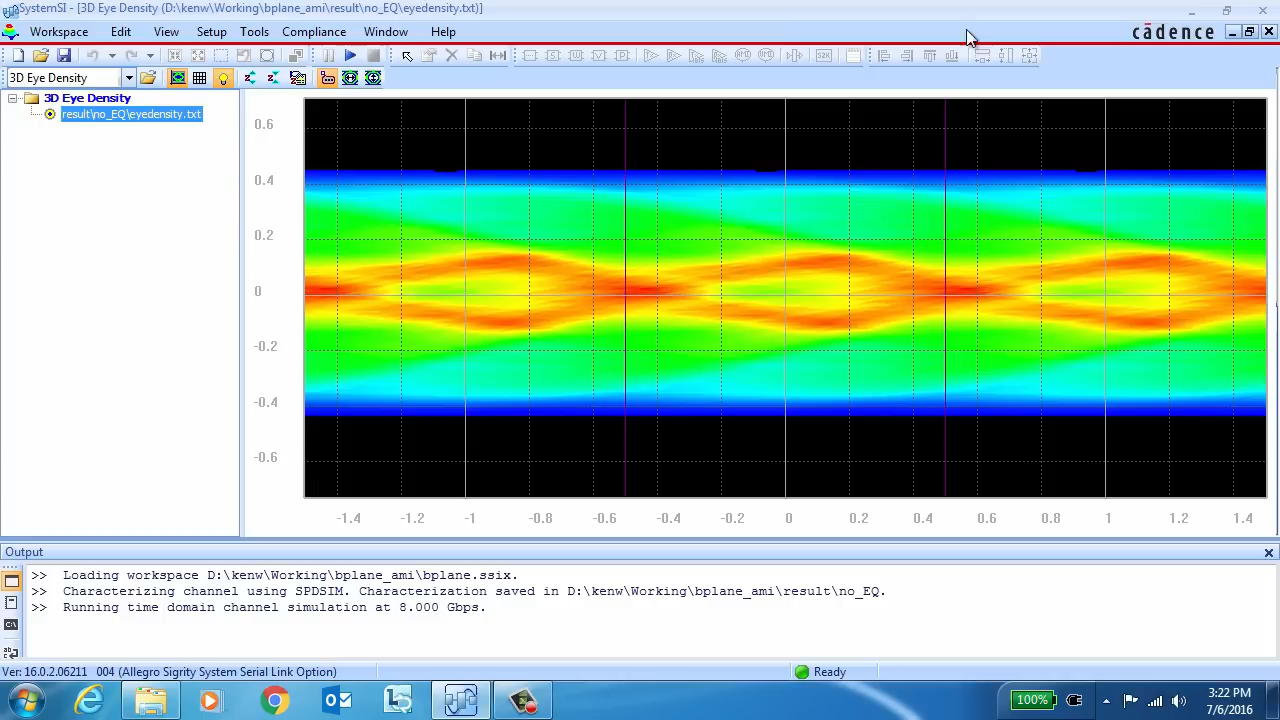 SystemSI - [3D Eye Density (D:\kenw\Working\bplane_ami\result\no_EQ\eyedensity.txt)]
Workspace Edit View Setup Tools Compliance Window Help
cādence
3D Eye Density
3D Eye Density
result\no_EQ\eyedensity.txt
0.6
0.4
0.2
0
-0.2
-0.4
-0.6
-1.4 -1.2 -1 -0.8 -0.6 -0.4 -0.2 0 0.2 0.4 0.6 0.8 1 1.2 1.4
Output
>> Loading workspace D:\kenw\Working\bplane_ami\bplane.ssix.
>> Characterizing channel using SPDSIM. Characterization saved in D:\kenw\Working\bplane_ami\result\no_EQ.
>> Running time domain channel simulation at 8.000 Gbps.
Ver: 16.0.2.06211 004 (Allegro Sigrity System Serial Link Option)
Ready
100%
3:22 PM
7/6/2016